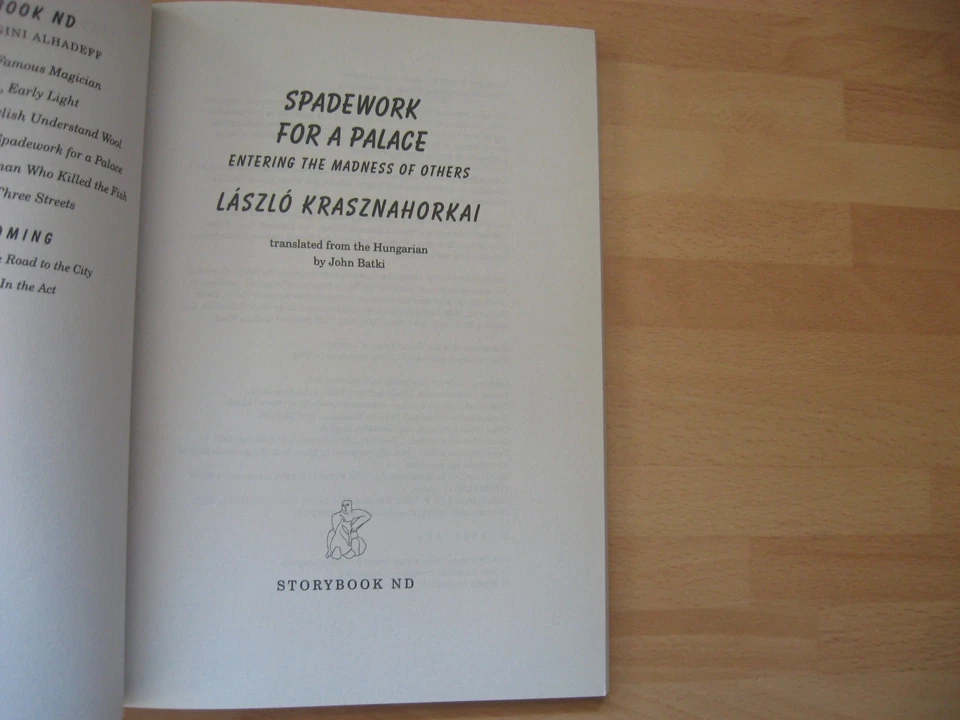 OOK ND
GINI ALHADEFF
Famous Magician
, Early Light
lish Understand Wool
Spadework for a Palace
man Who Killed the Fish
Three Streets
OMING
Road to the City
In the Act
SPADEWORK
FOR A PALACE
ENTERING THE MADNESS OF OTHERS
LÁSZLÓ KRASZNAHORKAI
translated from the Hungarian
by John Batki
STORYBOOK ND